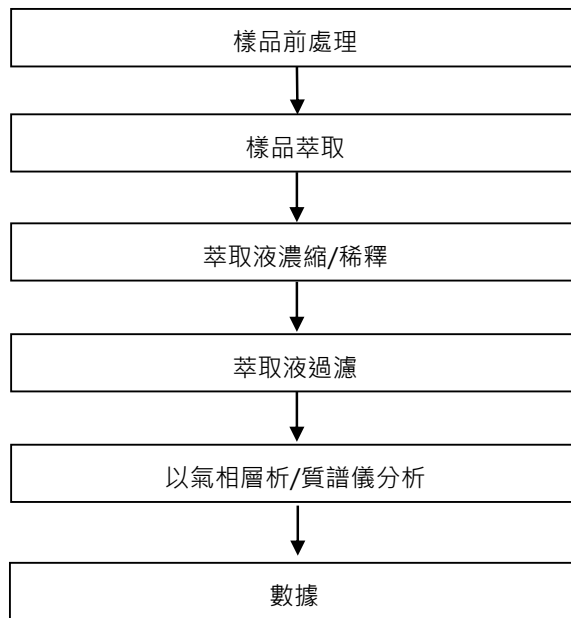 樣品前處理
樣品萃取
萃取液濃縮/稀釋
萃取液過濾
以氣相層析/質譜儀分析
數據